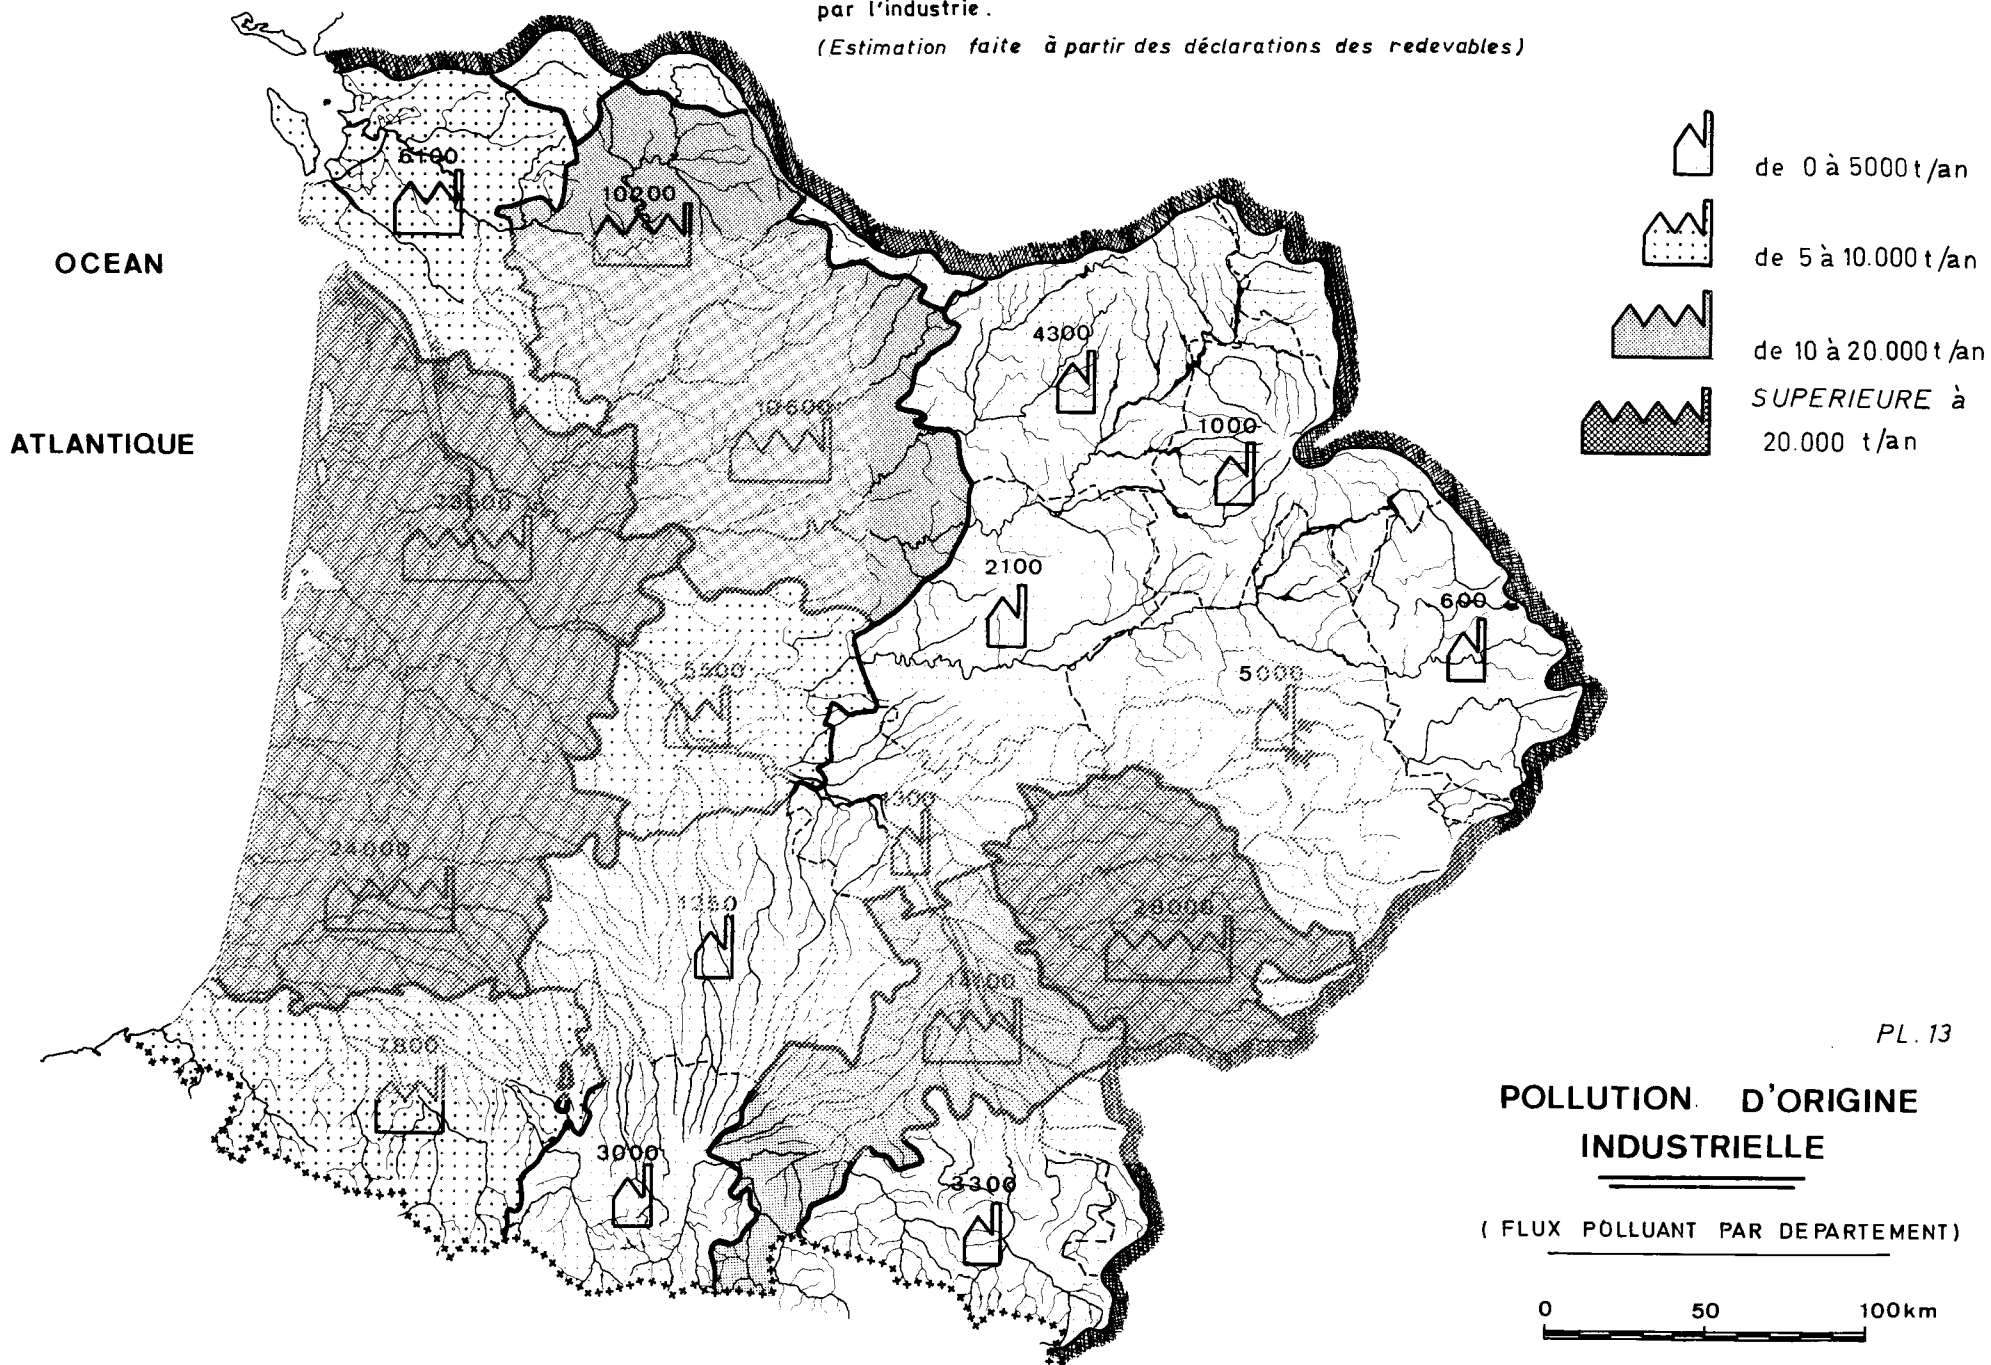 par l'industrie.
(Estimation faite à partir des déclarations des redevables)
de 0 à 5000 t/an
de 5 à 10.000 t/an
de 10 à 20.000 t/an
SUPERIEURE à
20.000 t/an
OCEAN
ATLANTIQUE
6100
10200
4300
10600
1000
2100
600
5500
5000
24000
28000
3000
3300
PL. 13
POLLUTION D'ORIGINE
INDUSTRIELLE
( FLUX POLLUANT PAR DEPARTEMENT)
0 50 100km